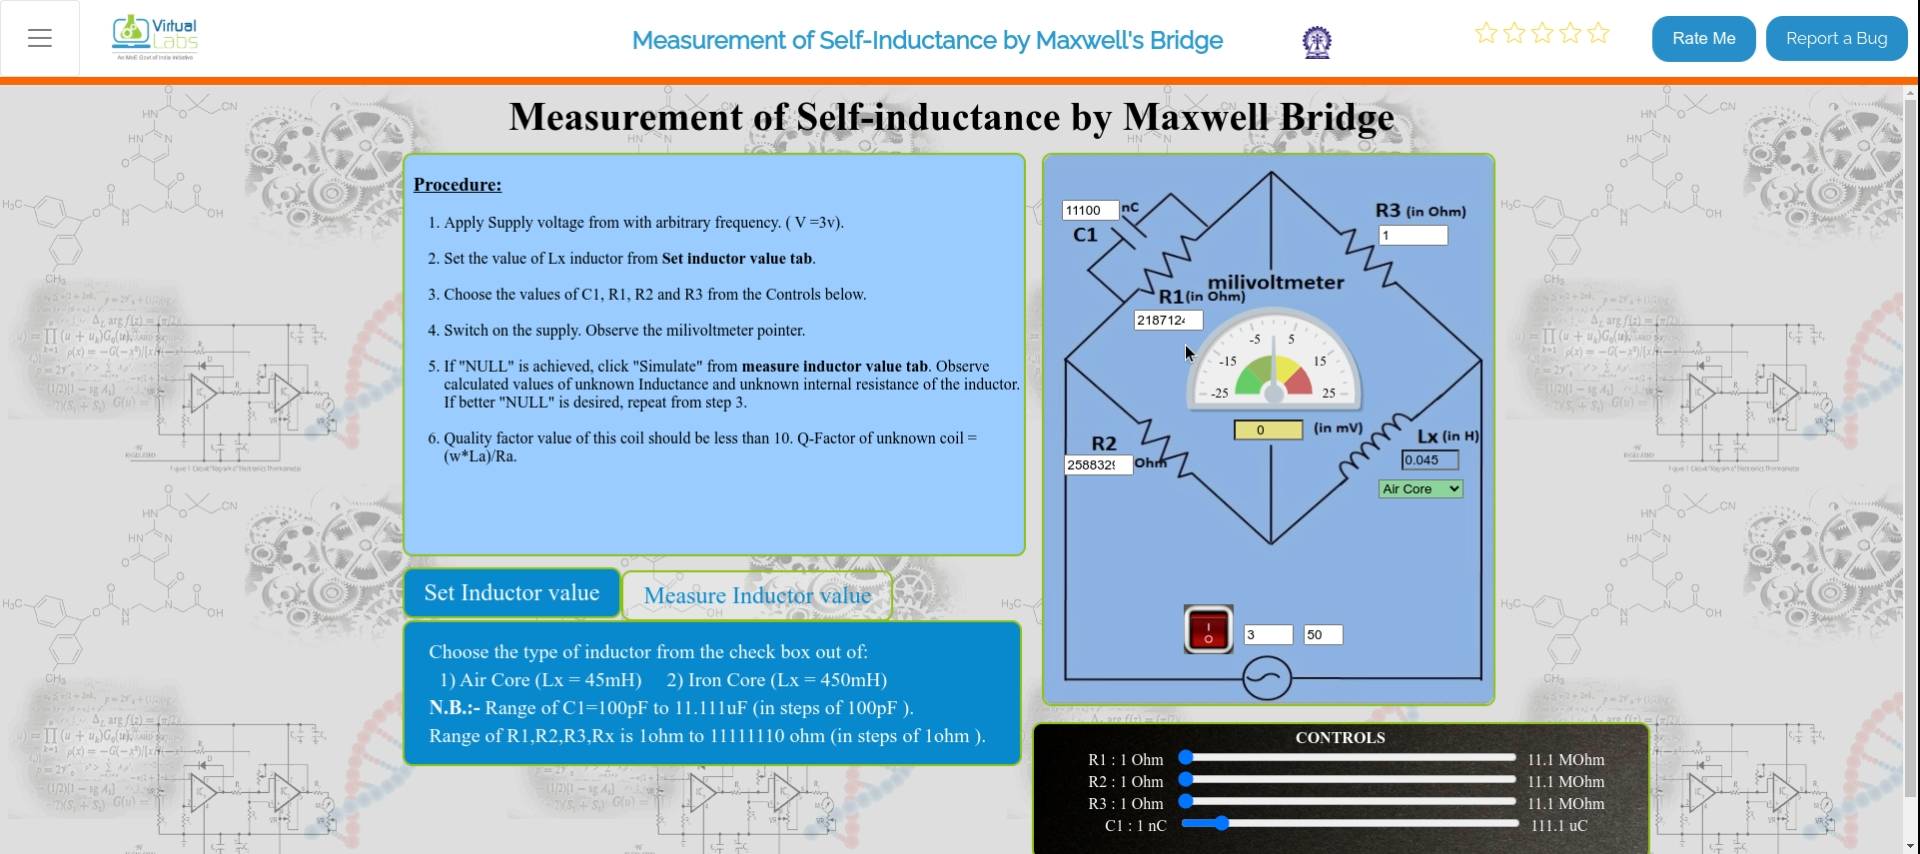 Virtual
Labs
An MoE Govt of India Initiative
Measurement of Self-Inductance by Maxwell's Bridge
Rate Me
Report a Bug
Measurement of Self-inductance by Maxwell Bridge
Procedure:
1. Apply Supply voltage from with arbitrary frequency. ( V =3v).
2. Set the value of Lx inductor from Set inductor value tab.
3. Choose the values of C1, R1, R2 and R3 from the Controls below.
4. Switch on the supply. Observe the milivoltmeter pointer.
5. If "NULL" is achieved, click "Simulate" from measure inductor value tab. Observe
calculated values of unknown Inductance and unknown internal resistance of the inductor.
If better "NULL" is desired, repeat from step 3.
6. Quality factor value of this coil should be less than 10. Q-Factor of unknown coil =
(w*La)/Ra.
11100 nC
C1
R3 (in Ohm)
1
milivoltmeter
R1(in Ohm)
-5 5
-15 15
-25 25
0 (in mV)
R2
Ohm
Lx (in H)
0.045
Air Core
3 50
Set Inductor value
Measure Inductor value
Choose the type of inductor from the check box out of:
1) Air Core (Lx = 45mH) 2) Iron Core (Lx = 450mH)
N.B.:- Range of C1=100pF to 11.111uF (in steps of 100pF ).
Range of R1,R2,R3,Rx is 1ohm to 11111110 ohm (in steps of 1ohm ).
CONTROLS
R1 : 1 Ohm 11.1 MOhm
R2 : 1 Ohm 11.1 MOhm
R3 : 1 Ohm 11.1 MOhm
C1 : 1 nC 111.1 uC